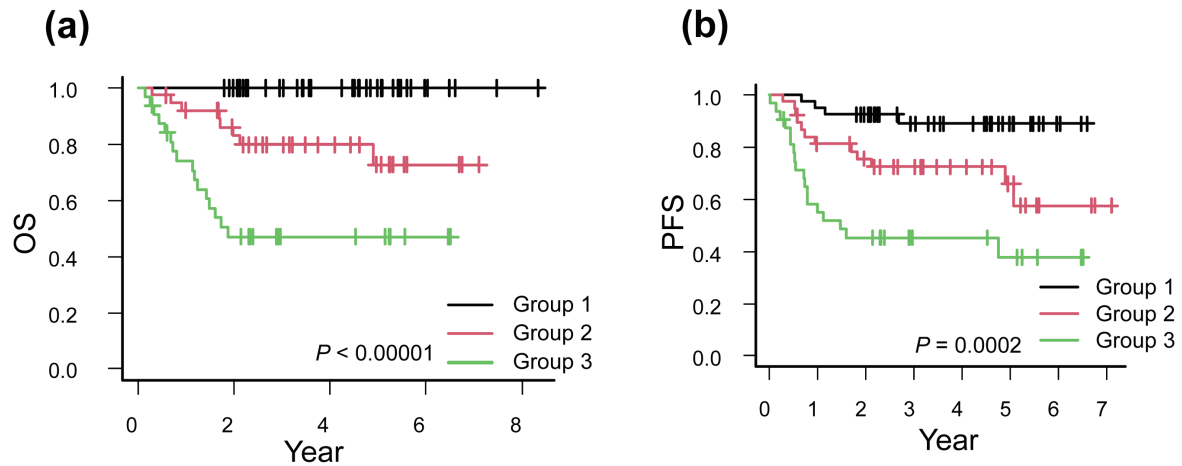 (a)
OS
1.0
0.8
0.6
0.4
0.2
0.0
Group 1
Group 2
Group 3
P < 0.00001
0 2 4 6 8
Year
(b)
PFS
1.0
0.8
0.6
0.4
0.2
0.0
Group 1
Group 2
Group 3
P = 0.0002
0 1 2 3 4 5 6 7
Year